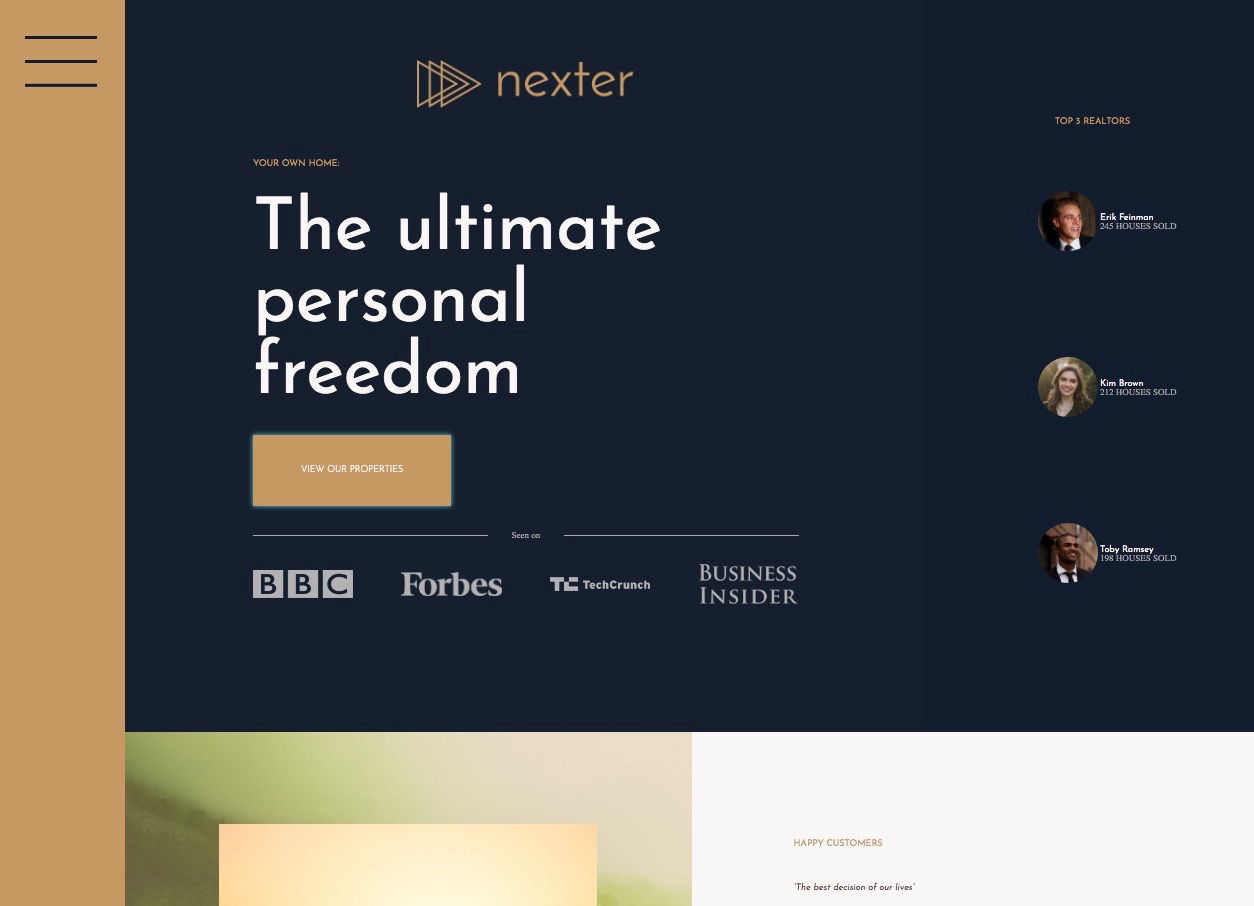 nexter
YOUR OWN HOME:
The ultimate
personal
freedom
VIEW OUR PROPERTIES
Seen on
BBC
Forbes
TechCrunch
BUSINESS
INSIDER
TOP 3 REALTORS
Erik Feinman
245 HOUSES SOLD
Kim Brown
212 HOUSES SOLD
Toby Ramsey
198 HOUSES SOLD
HAPPY CUSTOMERS
"The best decision of our lives"